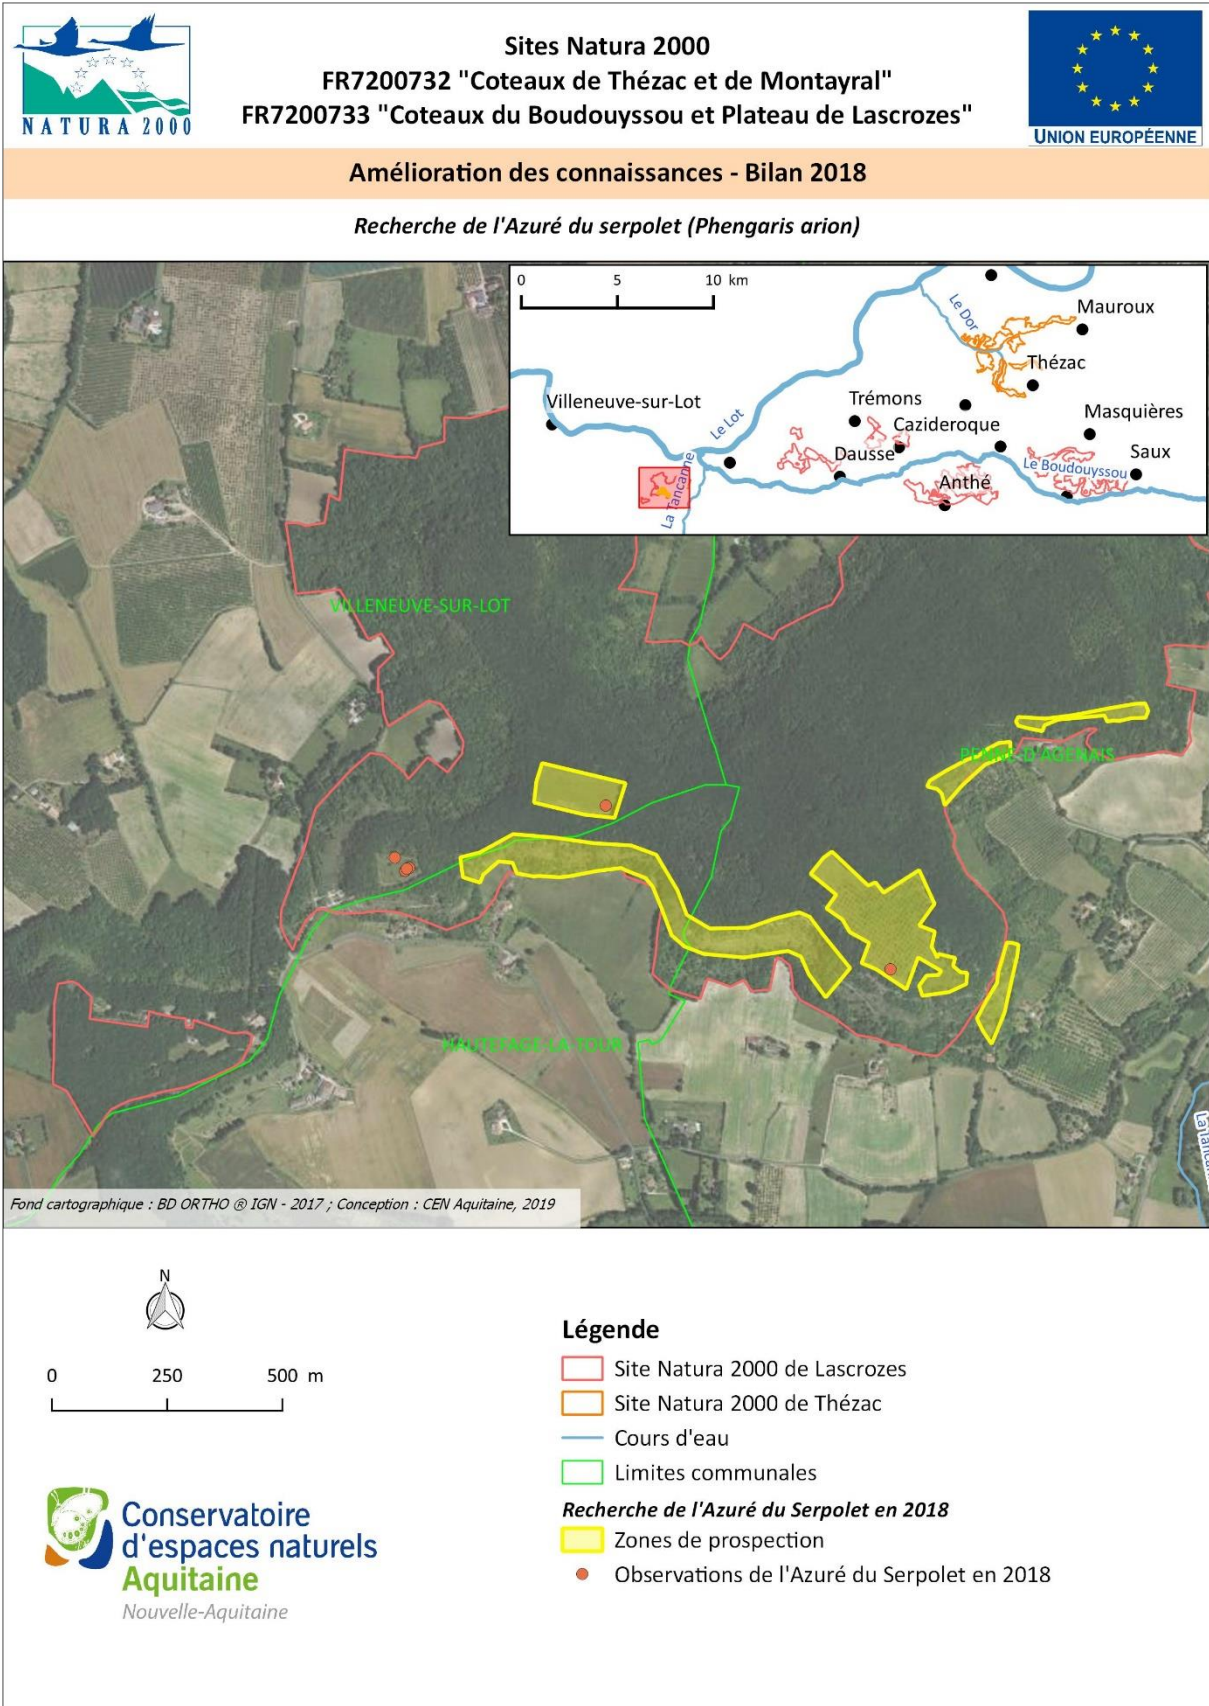 NATURA 2000
Sites Natura 2000
FR7200732 "Coteaux de Thézac et de Montayral"
FR7200733 "Coteaux du Boudouyssou et Plateau de Lascrozes"
UNION EUROPÉENNE
Amélioration des connaissances - Bilan 2018
Recherche de l'Azuré du serpolet (Phengaris arion)
0 5 10 km
Le Dor
Mauroux
Thézac
Villeneuve-sur-Lot
Le Lot
Trémons
Cazideroque
Masquières
Dausse
Saux
Le Boudouyssou
Anthé
La Tancanne
VILLENEUVE-SUR-LOT
PENNE-D'AGENAIS
HAUTEFAGE-LA-TOUR
Fond cartographique : BD ORTHO ® IGN - 2017 ; Conception : CEN Aquitaine, 2019
N
0 250 500 m
Légende
Site Natura 2000 de Lascrozes
Site Natura 2000 de Thézac
Cours d'eau
Limites communales
Recherche de l'Azuré du Serpolet en 2018
Zones de prospection
Observations de l'Azuré du Serpolet en 2018
Conservatoire
d'espaces naturels
Aquitaine
Nouvelle-Aquitaine